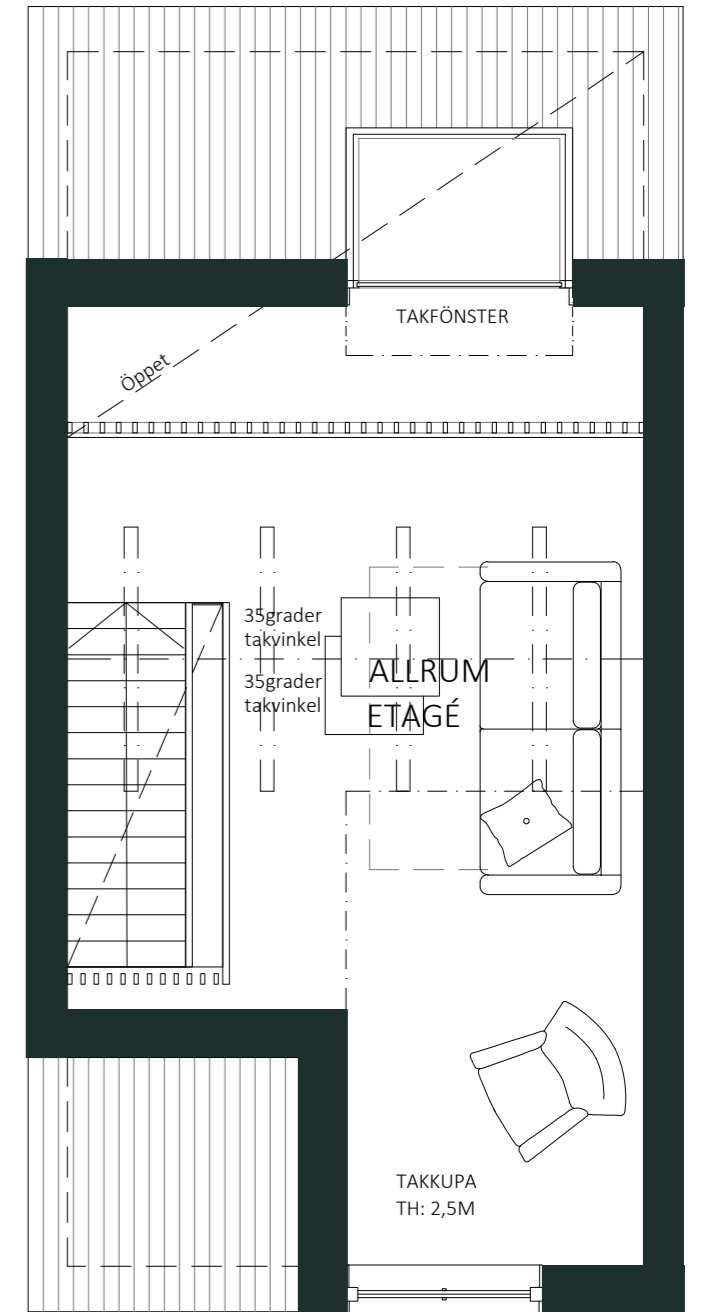 TAKFÖNSTER
Öppet
35grader
takvinkel
35grader
takvinkel
ALLRUM
ETAGÉ
TAKKUPA
TH: 2,5M